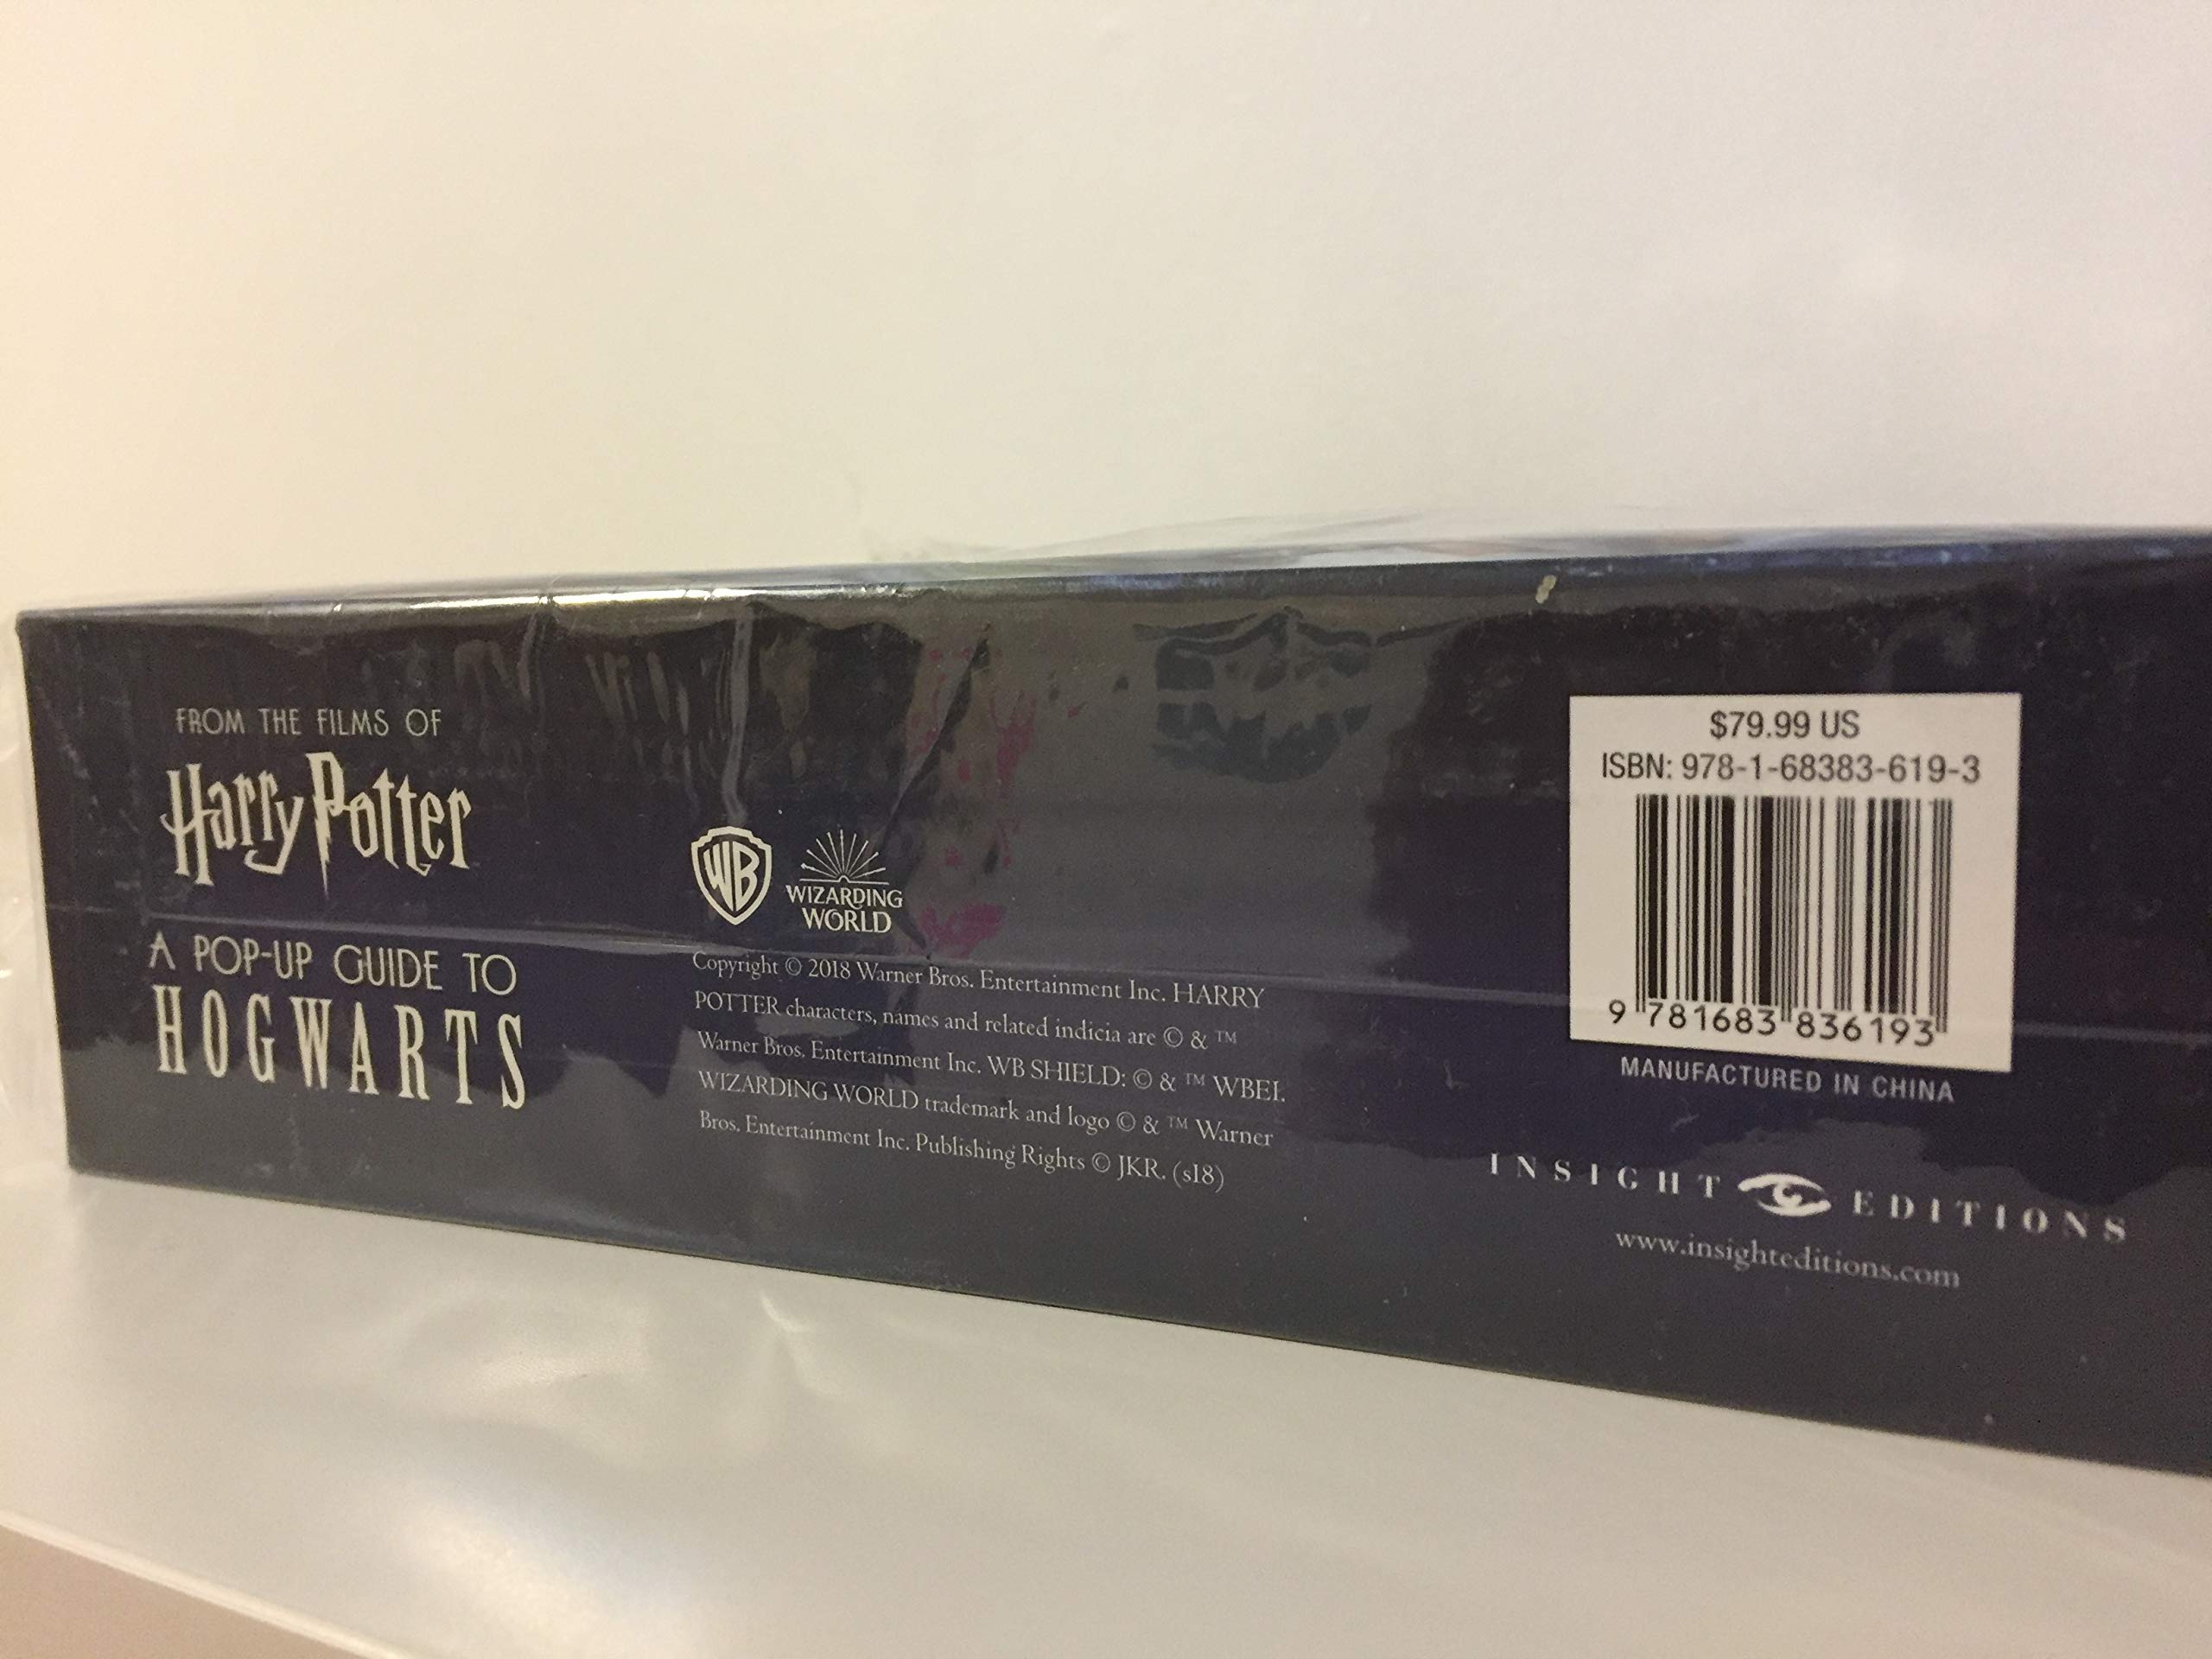 FROM THE FILMS OF
Harry Potter
A POP-UP GUIDE TO
HOGWARTS
WB
WIZARDING
WORLD
Copyright © 2018 Warner Bros. Entertainment Inc. HARRY
POTTER characters, names and related indicia are © & ™
Warner Bros. Entertainment Inc. WB SHIELD: © & ™ WBEI.
WIZARDING WORLD trademark and logo © & ™ Warner
Bros. Entertainment Inc. Publishing Rights © JKR. (s18)
$79.99 US
ISBN: 978-1-68383-619-3
9 781683 836193
MANUFACTURED IN CHINA
INSIGHT EDITIONS
www.insighteditions.com